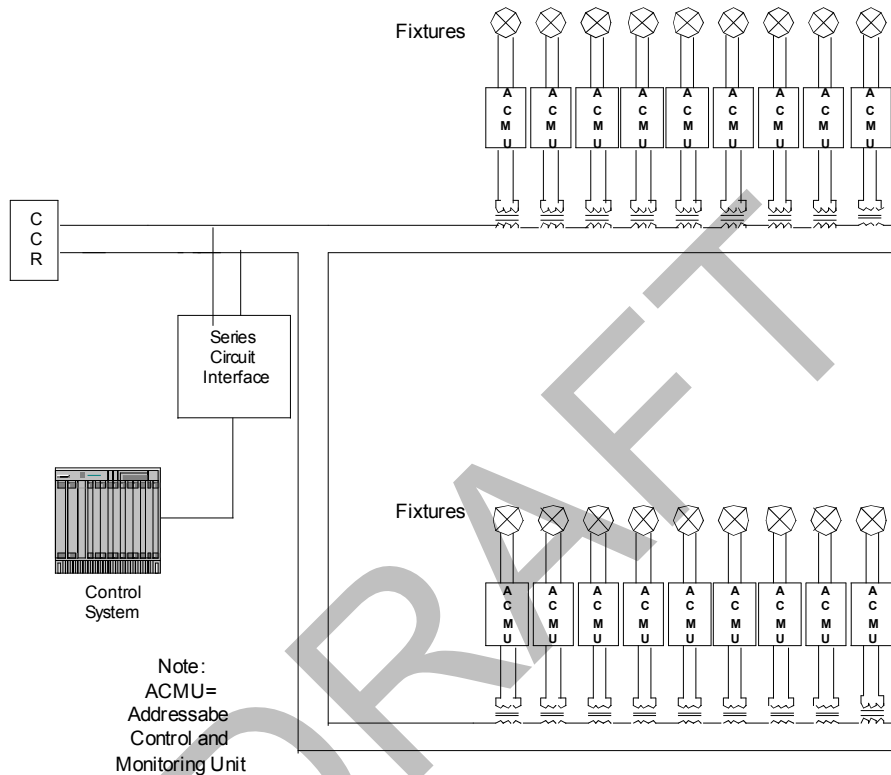 Fixtures
A C M U
A C M U
A C M U
A C M U
A C M U
A C M U
A C M U
A C M U
A C M U
C
C
R
Series
Circuit
Interface
Control
System
Fixtures
A C M U
A C M U
A C M U
A C M U
A C M U
A C M U
A C M U
A C M U
A C M U
Note:
ACMU=
Addressabe
Control and
Monitoring Unit
DRAFT